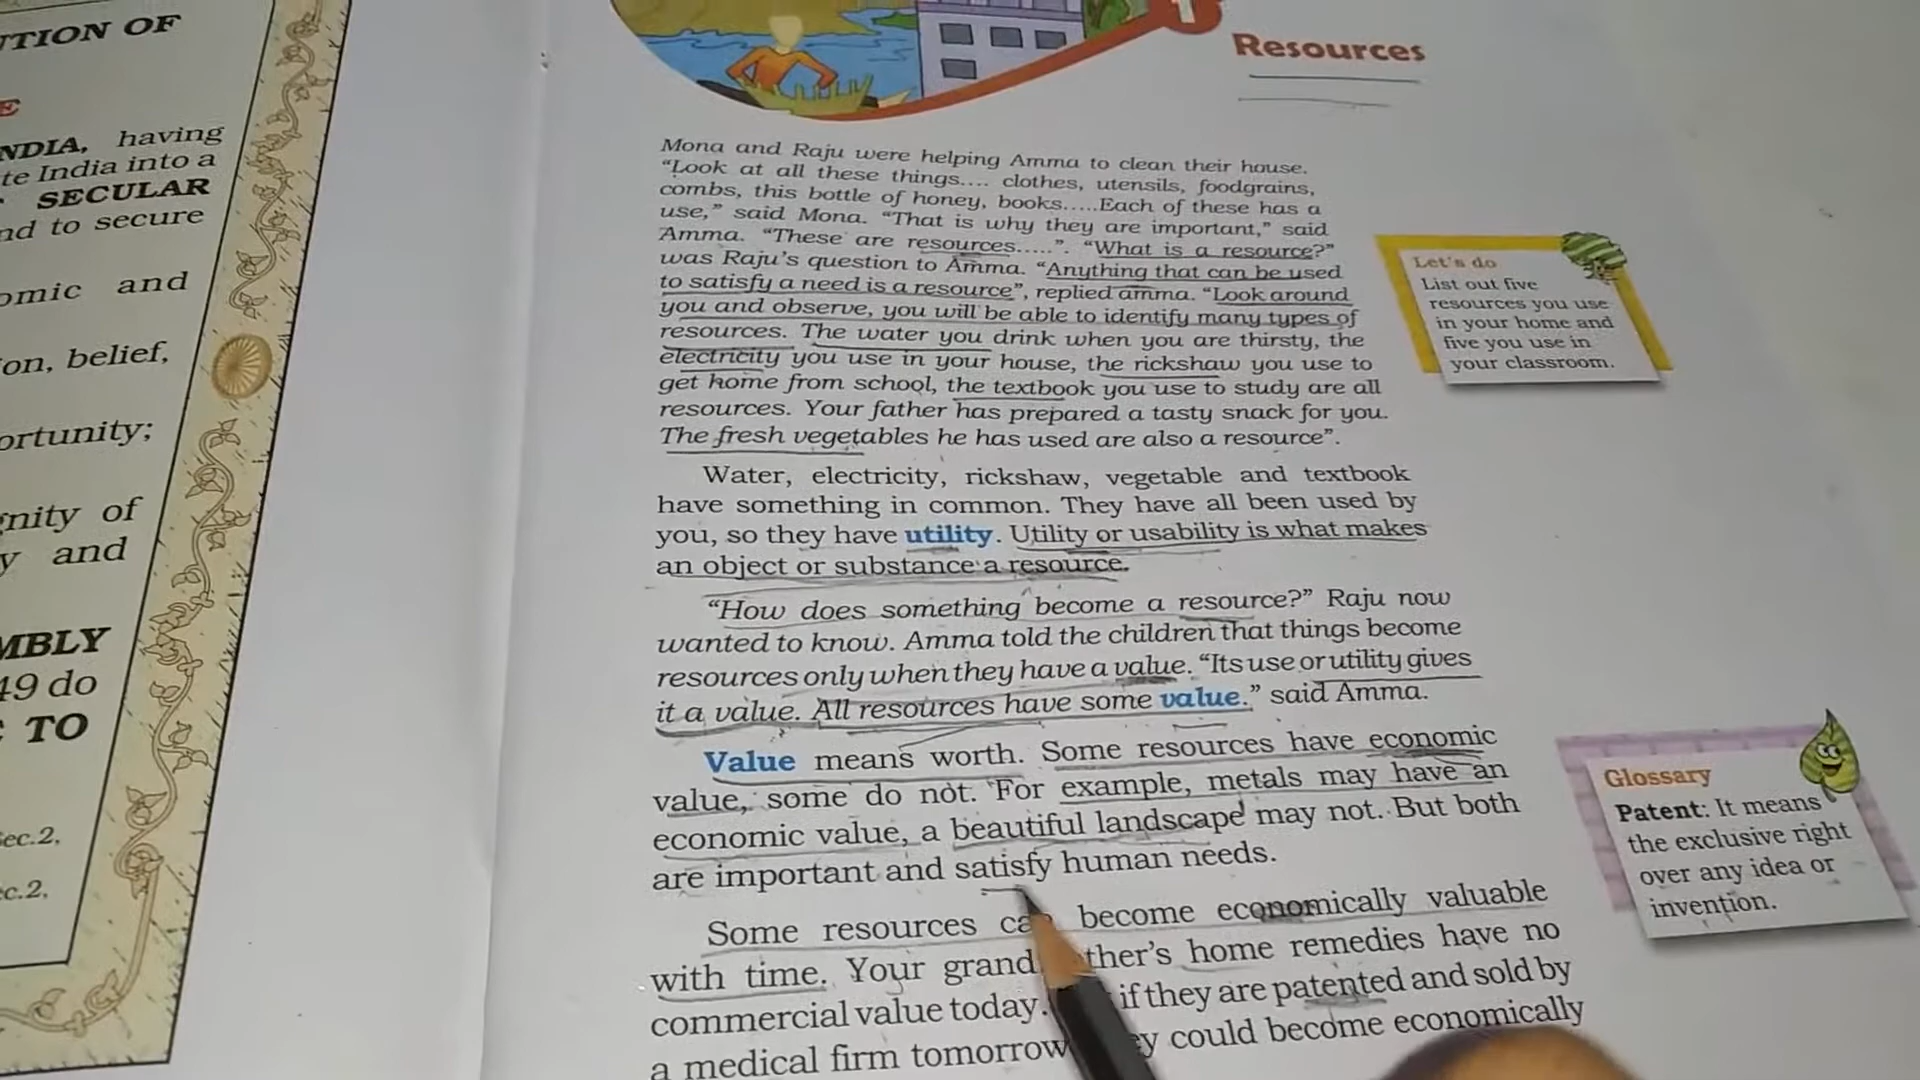 TION OF
E
NDIA, having
te India into a
SECULAR
nd to secure
omic and
on, belief,
ortunity;
gnity of
y and
MBLY
49 do
TO
ec.2,
c.2,
1
Resources
Mona and Raju were helping Amma to clean their house.
“Look at all these things.... clothes, utensils, foodgrains,
combs, this bottle of honey, books.....Each of these has a
use,” said Mona. “That is why they are important,” said
Amma. “These are resources.....”. “What is a resource?”
was Raju’s question to Amma. “Anything that can be used
to satisfy a need is a resource”, replied amma. “Look around
you and observe, you will be able to identify many types of
resources. The water you drink when you are thirsty, the
electricity you use in your house, the rickshaw you use to
get home from school, the textbook you use to study are all
resources. Your father has prepared a tasty snack for you.
The fresh vegetables he has used are also a resource”.
Water, electricity, rickshaw, vegetable and textbook
have something in common. They have all been used by
you, so they have utility. Utility or usability is what makes
an object or substance a resource.
“How does something become a resource?” Raju now
wanted to know. Amma told the children that things become
resources only when they have a value. “Its use or utility gives
it a value. All resources have some value.” said Amma.
Value means worth. Some resources have economic
value, some do not. For example, metals may have an
economic value, a beautiful landscape may not. But both
are important and satisfy human needs.
Some resources ca become economically valuable
with time. Your grand ther’s home remedies have no
commercial value today. if they are patented and sold by
a medical firm tomorrow ey could become economically
Let’s do
List out five
resources you use
in your home and
five you use in
your classroom.
Glossary
Patent: It means
the exclusive right
over any idea or
invention.